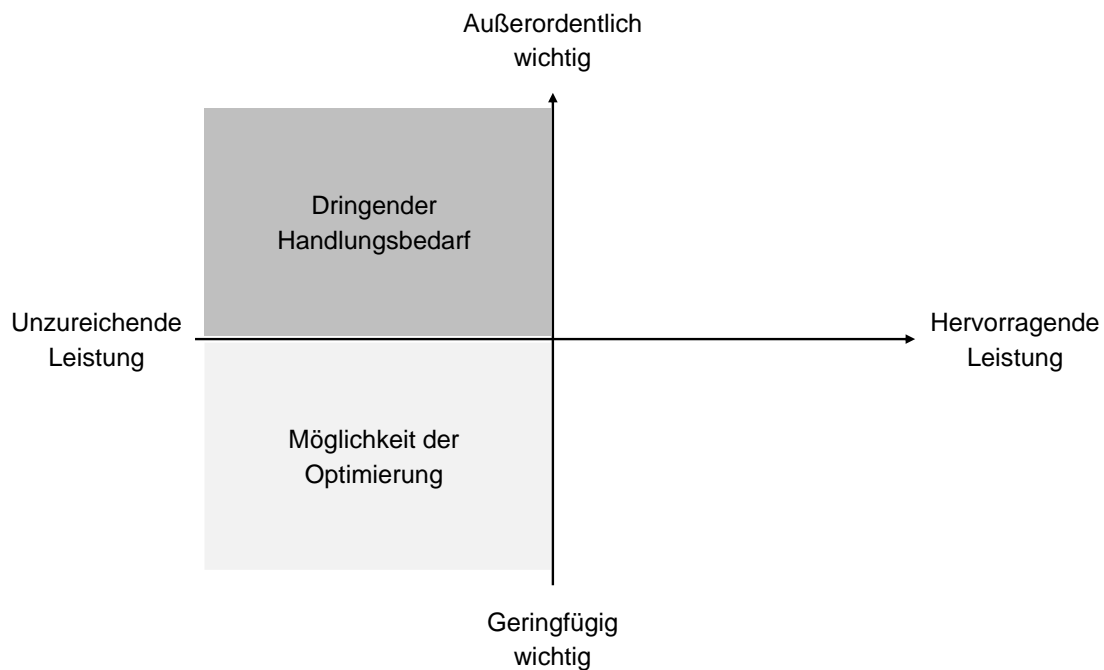 Außerordentlich
wichtig
Dringender
Handlungsbedarf
Unzureichende
Leistung
Hervorragende
Leistung
Möglichkeit der
Optimierung
Geringfügig
wichtig